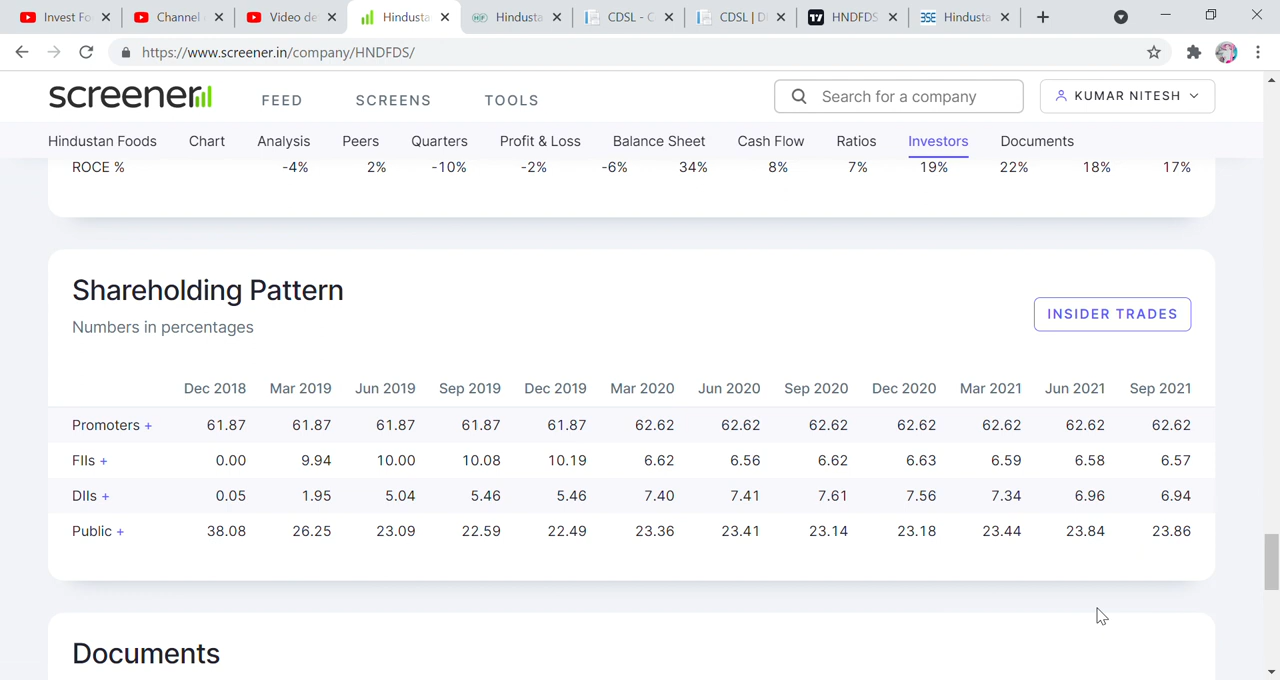 Invest Fo Channel Video de Hindusta Hindusta CDSL - C CDSL | D HNDFDS Hindusta
https://www.screener.in/company/HNDFDS/
screener FEED SCREENS TOOLS Search for a company KUMAR NITESH
Hindustan Foods Chart Analysis Peers Quarters Profit & Loss Balance Sheet Cash Flow Ratios Investors Documents
ROCE % -4% 2% -10% -2% -6% 34% 8% 7% 19% 22% 18% 17%
Shareholding Pattern
Numbers in percentages
INSIDER TRADES
Dec 2018 Mar 2019 Jun 2019 Sep 2019 Dec 2019 Mar 2020 Jun 2020 Sep 2020 Dec 2020 Mar 2021 Jun 2021 Sep 2021
Promoters + 61.87 61.87 61.87 61.87 61.87 62.62 62.62 62.62 62.62 62.62 62.62 62.62
FIIs + 0.00 9.94 10.00 10.08 10.19 6.62 6.56 6.62 6.63 6.59 6.58 6.57
DIIs + 0.05 1.95 5.04 5.46 5.46 7.40 7.41 7.61 7.56 7.34 6.96 6.94
Public + 38.08 26.25 23.09 22.59 22.49 23.36 23.41 23.14 23.18 23.44 23.84 23.86
Documents